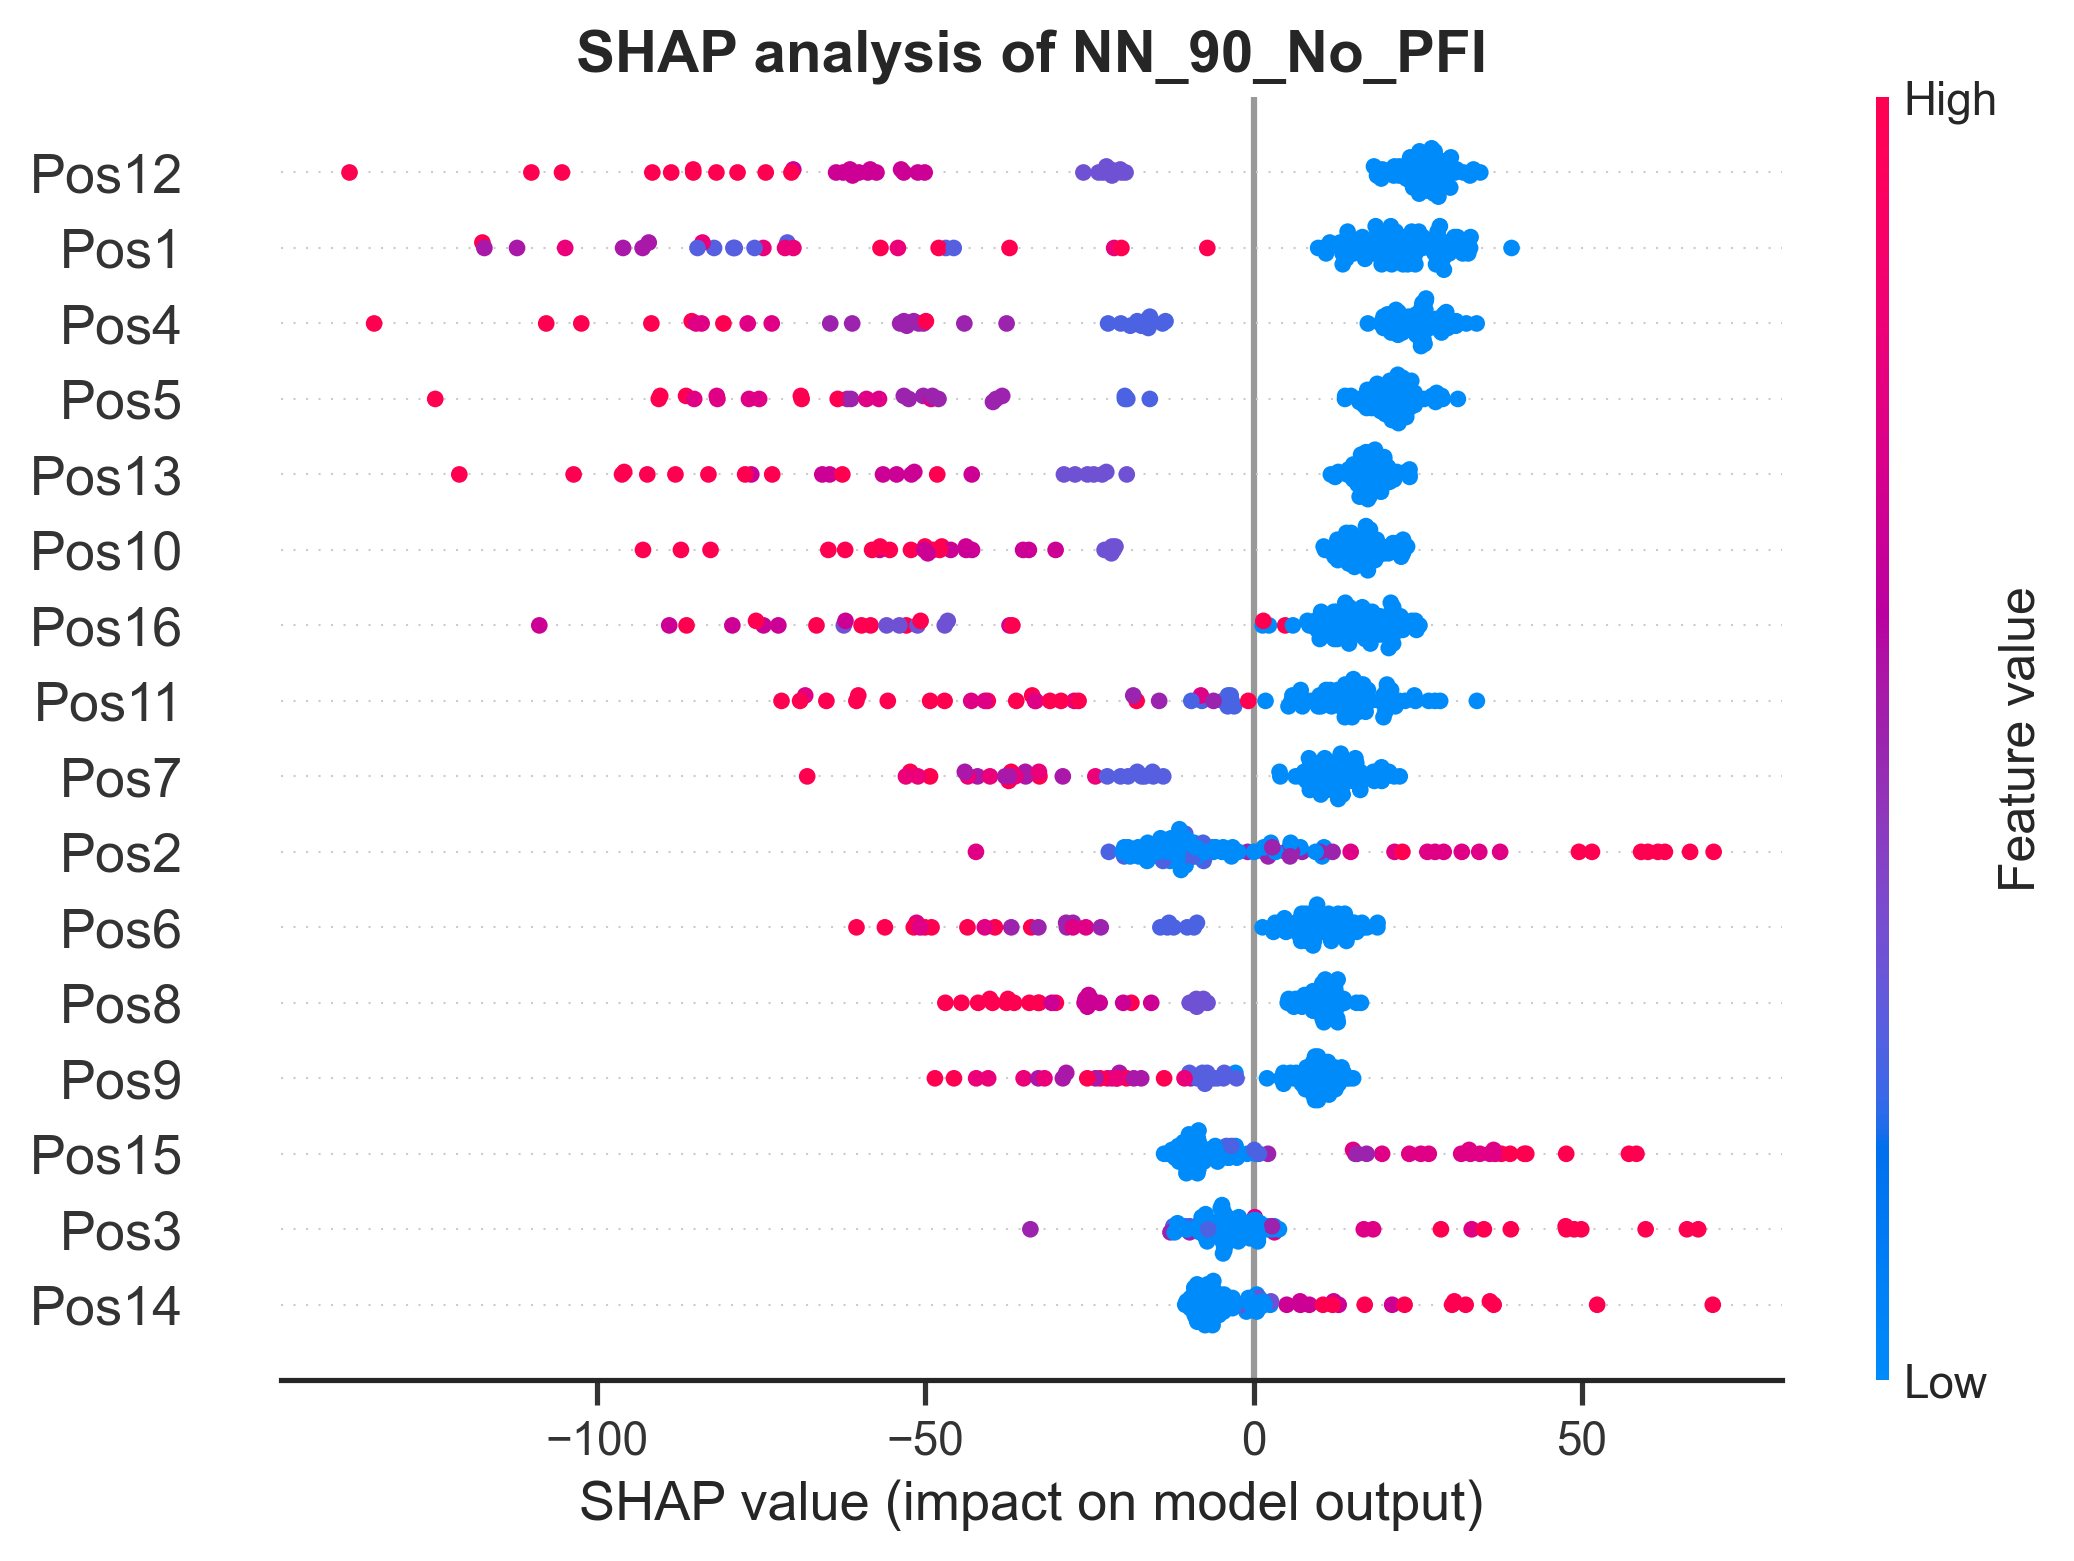 SHAP analysis of NN_90_No_PFI
High
Pos12
Pos1
Pos4
Pos5
Pos13
Pos10
Pos16
Pos11
Pos7
Pos2
Pos6
Pos8
Pos9
Pos15
Pos3
Pos14
Feature value
Low
−100 −50 0 50
SHAP value (impact on model output)